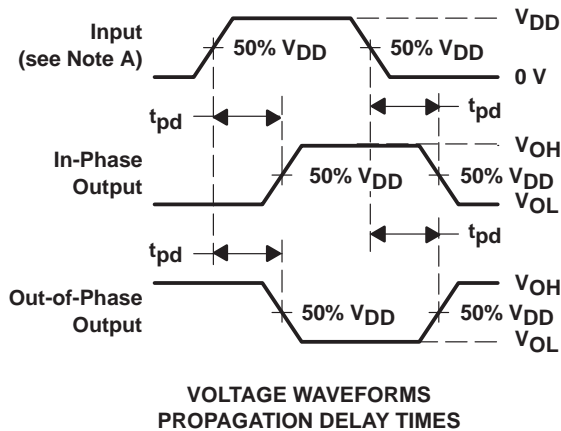 Input
(see Note A)
50% VDD
50% VDD
VDD
0 V
tpd
tpd
In-Phase
Output
50% VDD
VOH
50% VDD
VOL
tpd
tpd
Out-of-Phase
Output
50% VDD
VOH
50% VDD
VOL
VOLTAGE WAVEFORMS
PROPAGATION DELAY TIMES